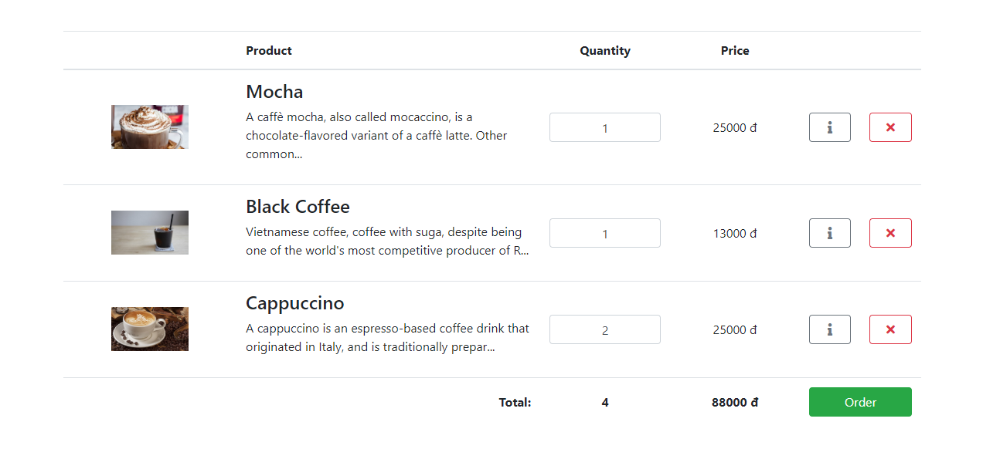 Product Quantity Price
Mocha
A caffè mocha, also called mocaccino, is a
chocolate-flavored variant of a caffè latte. Other
common...
1 25000 đ
Black Coffee
Vietnamese coffee, coffee with suga, despite being
one of the world's most competitive producer of R...
1 13000 đ
Cappuccino
A cappuccino is an espresso-based coffee drink that
originated in Italy, and is traditionally prepar...
2 25000 đ
Total: 4 88000 đ Order